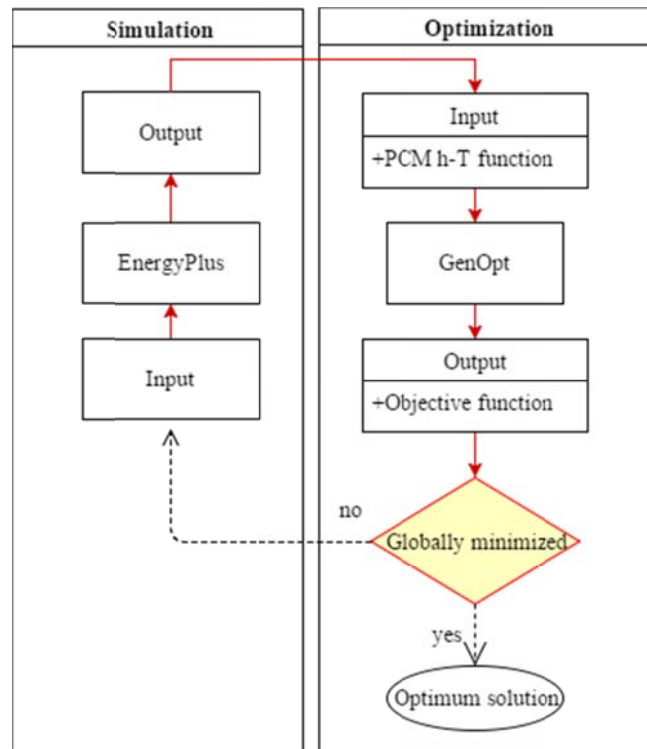 Simulation
Optimization
Output
EnergyPlus
Input
Input
+PCM h-T function
GenOpt
Output
+Objective function
Globally minimized
no
yes
Optimum solution